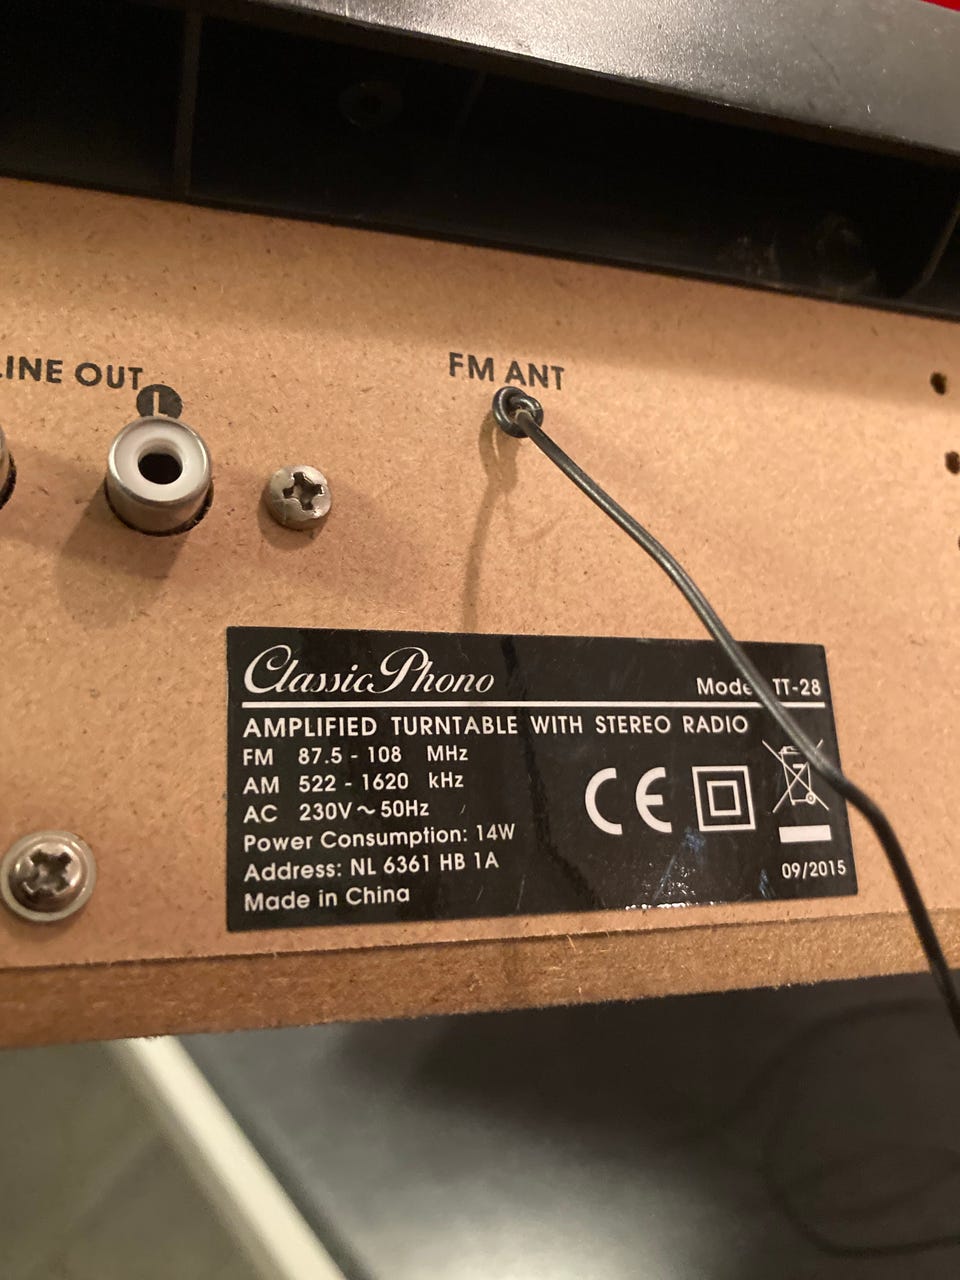 LINE OUT
L
FM ANT
Classic Phono
Model TT-28
AMPLIFIED TURNTABLE WITH STEREO RADIO
FM 87.5 - 108 MHz
AM 522 - 1620 kHz
AC 230V ~ 50Hz
Power Consumption: 14W
Address: NL 6361 HB 1A
Made in China
CE
09/2015